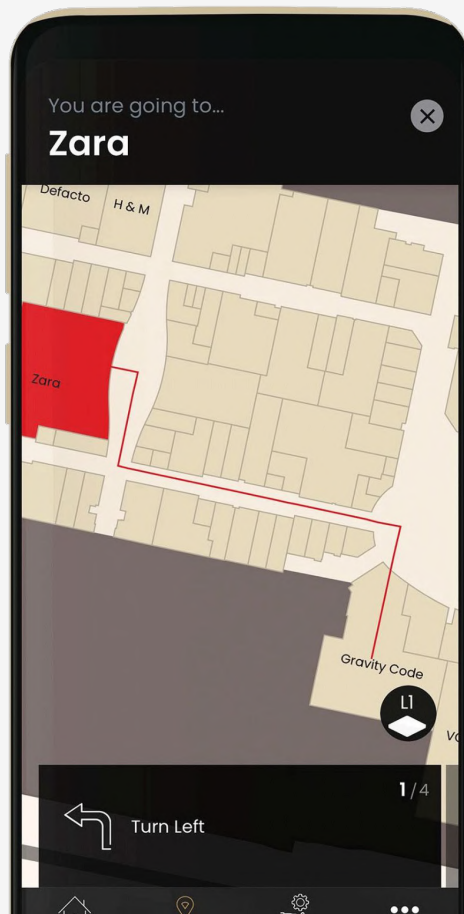 You are going to...
Zara
Defacto
H & M
Zara
Gravity Code
L1
1/4
Turn Left